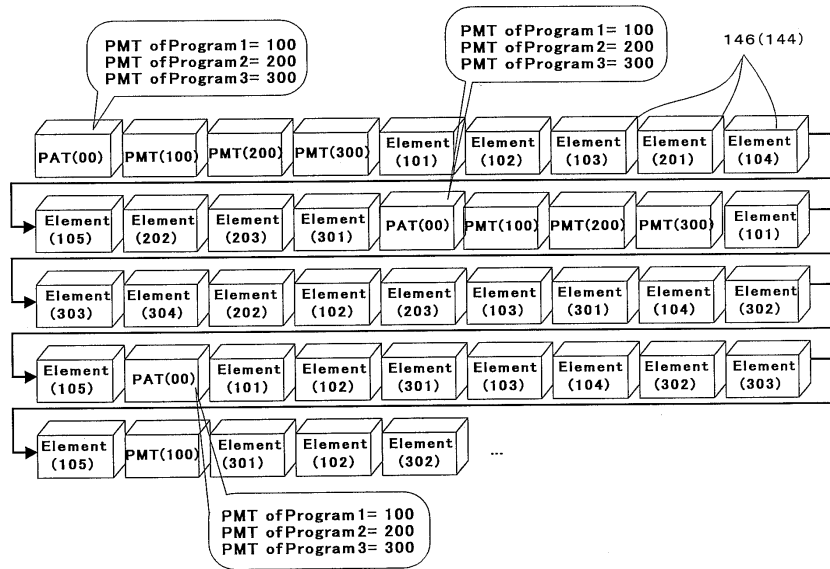 PMT ofProgram1= 100
PMT ofProgram2= 200
PMT ofProgram3= 300
PMT ofProgram1= 100
PMT ofProgram2= 200
PMT ofProgram3= 300
146(144)
PAT(00)
PMT(100)
PMT(200)
PMT(300)
Element
(101)
Element
(102)
Element
(103)
Element
(201)
Element
(104)
Element
(105)
Element
(202)
Element
(203)
Element
(301)
PAT(00)
PMT(100)
PMT(200)
PMT(300)
Element
(101)
Element
(303)
Element
(304)
Element
(202)
Element
(102)
Element
(203)
Element
(103)
Element
(301)
Element
(104)
Element
(302)
Element
(105)
PAT(00)
Element
(101)
Element
(102)
Element
(301)
Element
(103)
Element
(104)
Element
(302)
Element
(303)
Element
(105)
PMT(100)
Element
(301)
Element
(102)
Element
(302)
...
PMT ofProgram1= 100
PMT ofProgram2= 200
PMT ofProgram3= 300